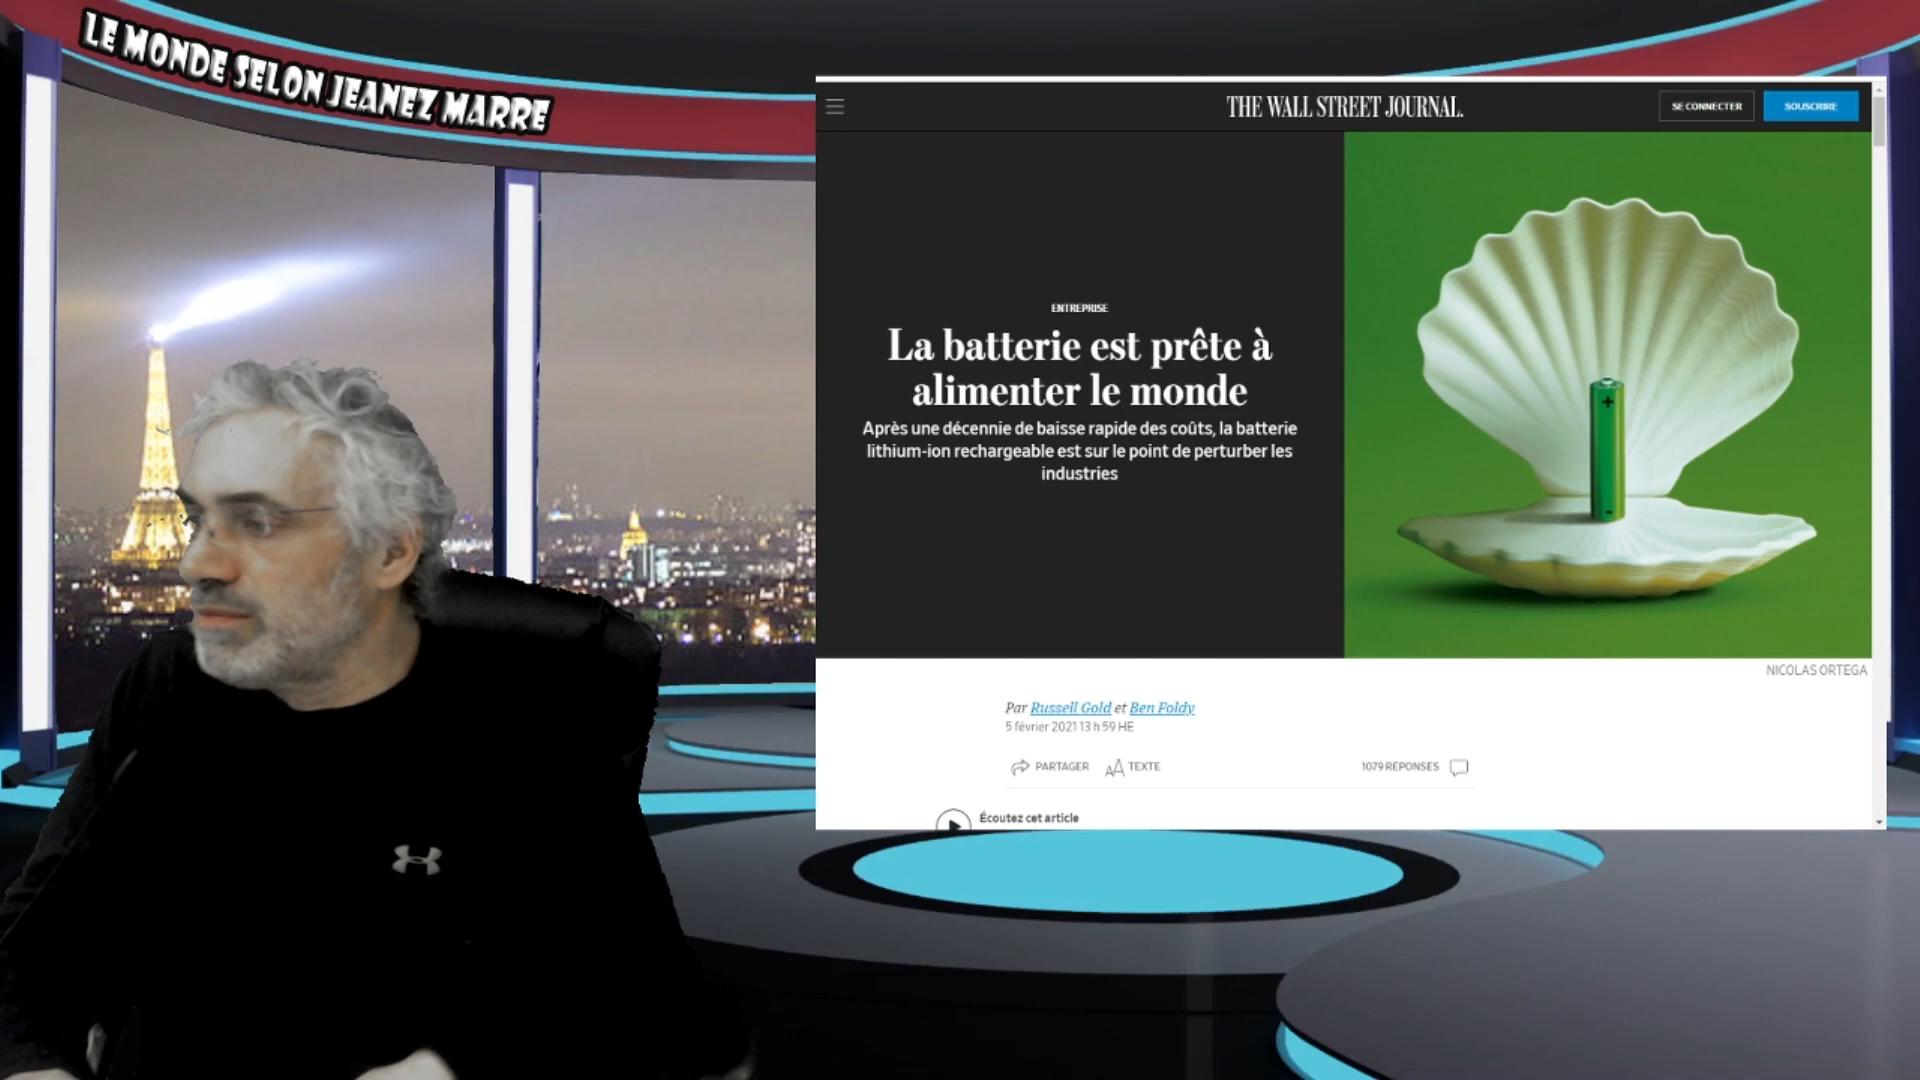 LE MONDE SELON JEANEZ MARRE
THE WALL STREET JOURNAL.
SE CONNECTER
SOUSCRIRE
ENTREPRISE
La batterie est prête à
alimenter le monde
Après une décennie de baisse rapide des coûts, la batterie
lithium-ion rechargeable est sur le point de perturber les
industries
+
-
NICOLAS ORTEGA
Par Russell Gold et Ben Foldy
5 février 2021 13 h 59 HE
PARTAGER
AA TEXTE
1079 RÉPONSES
Écoutez cet article